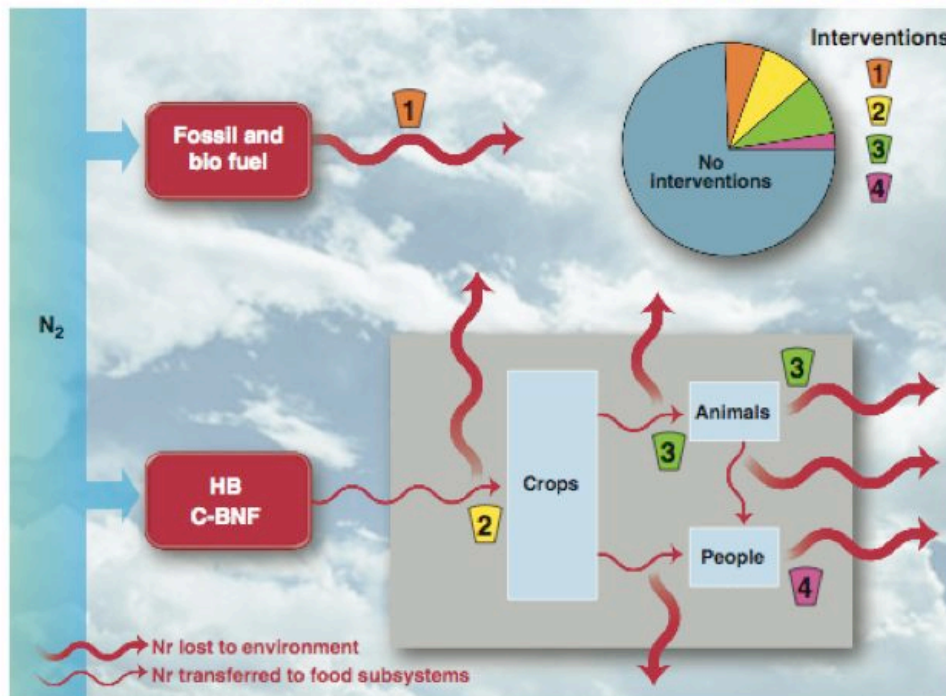 Interventions
1
2
3
4
No
interventions
Fossil and
bio fuel
1
N2
3
Animals
3
Crops
HB
C-BNF
2
People
4
Nr lost to environment
Nr transferred to food subsystems